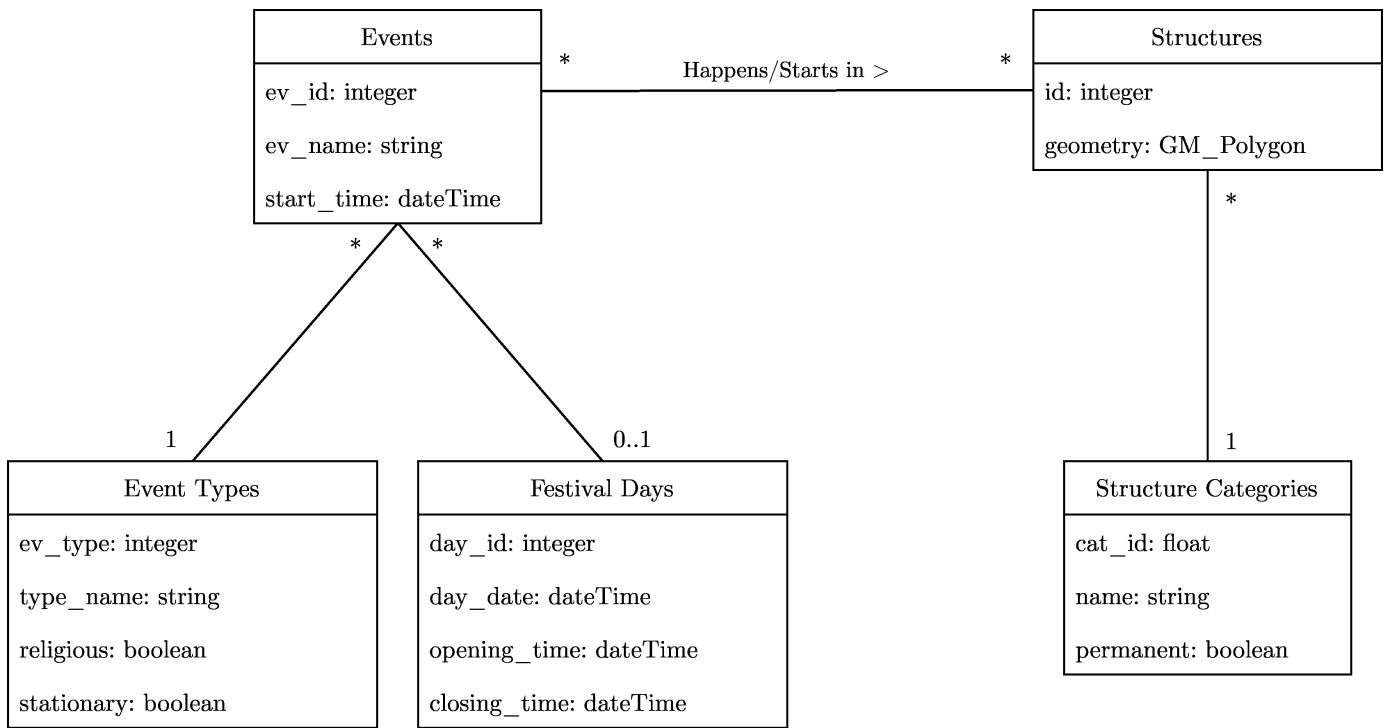 Events
ev_id: integer
ev_name: string
start_time: dateTime
*
Happens/Starts in >
*
Structures
id: integer
geometry: GM_Polygon
*
*
*
1
0..1
1
Event Types
ev_type: integer
type_name: string
religious: boolean
stationary: boolean
Festival Days
day_id: integer
day_date: dateTime
opening_time: dateTime
closing_time: dateTime
Structure Categories
cat_id: float
name: string
permanent: boolean